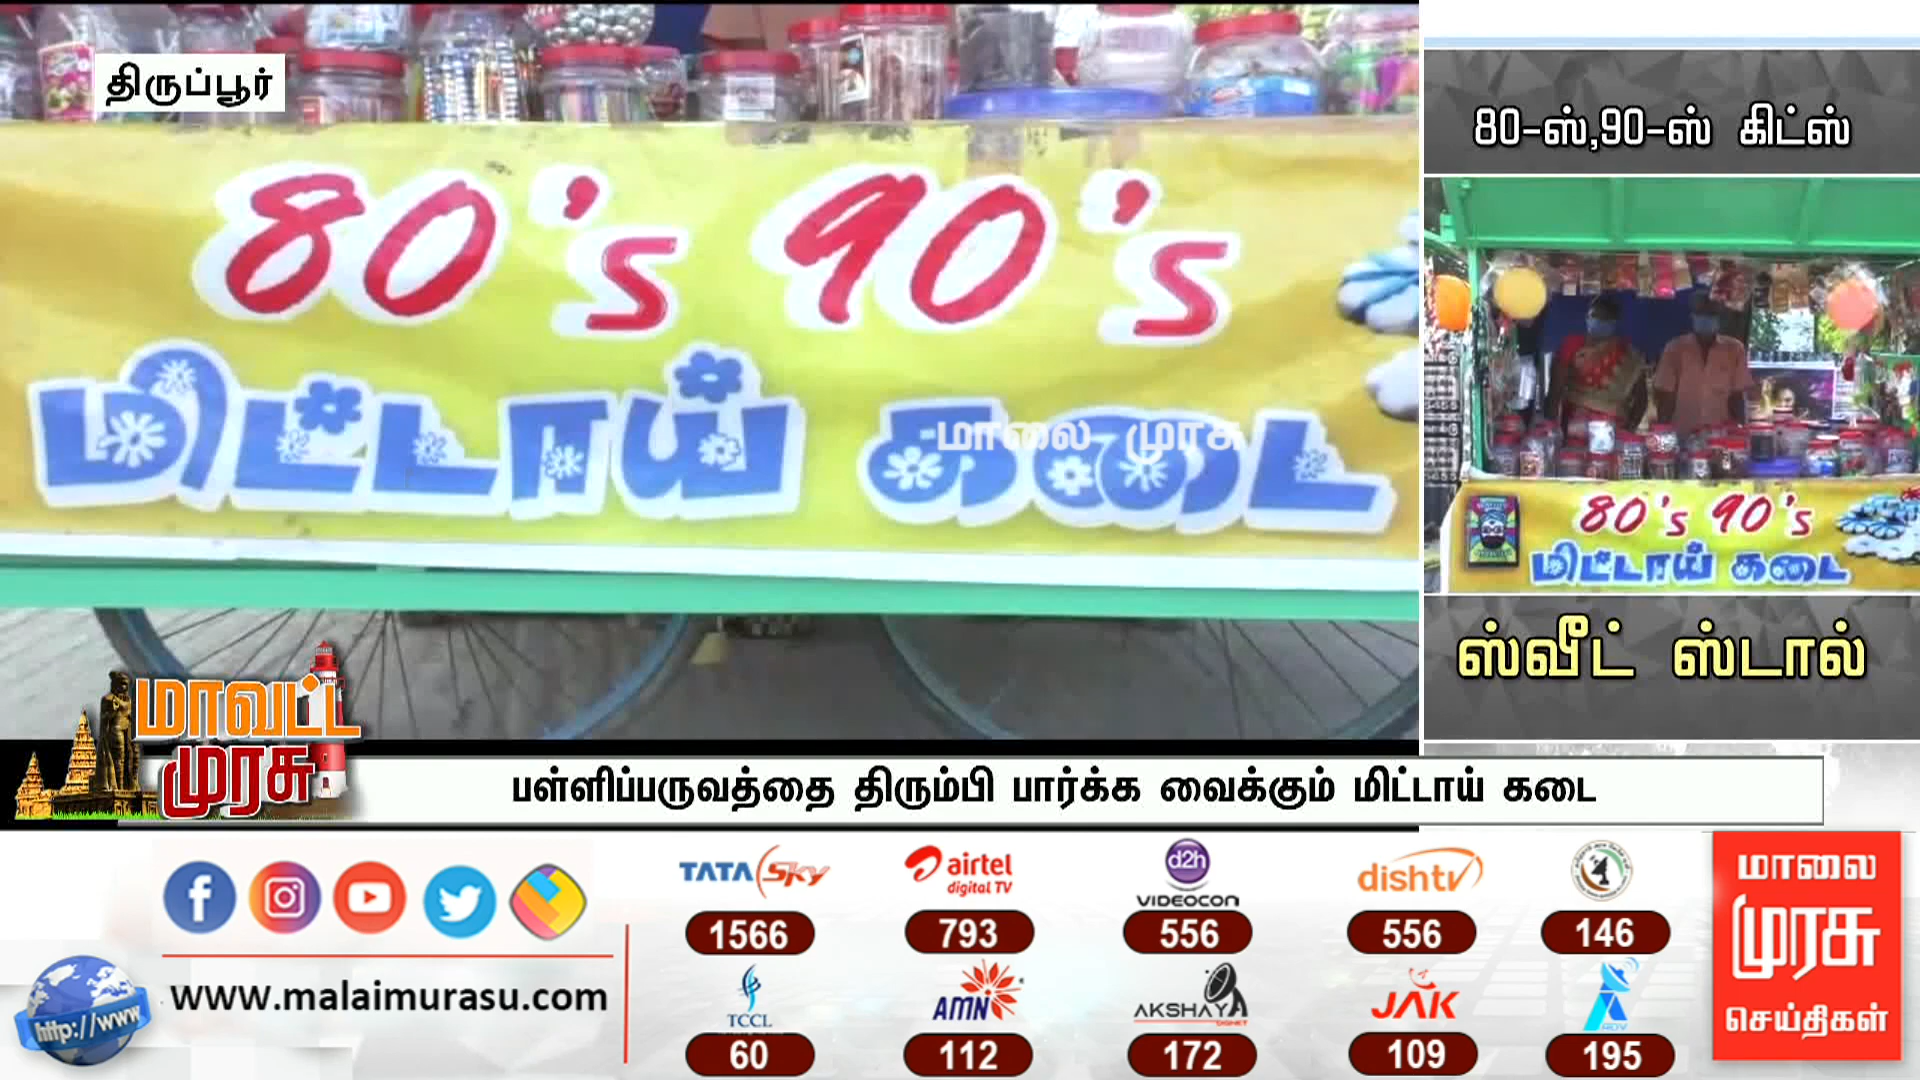 திருப்பூர்
80's 90's
மிட்டாய் கடை
மாலை முரசு
80-ஸ்,90-ஸ் கிட்ஸ்
80's 90's
மிட்டாய் கடை
ஸ்வீட் ஸ்டால்
மாவட்ட
முரசு
பள்ளிப்பருவத்தை திரும்பி பார்க்க வைக்கும் மிட்டாய் கடை
TATA Sky
airtel
digital TV
d2h
VIDEOCON
dishtv
1566
793
556
556
146
http://www
www.malaimurasu.com
TCCL
AMN
AKSHAYA
JAK
ADV
60
112
172
109
195
மாலை
முரசு
செய்திகள்